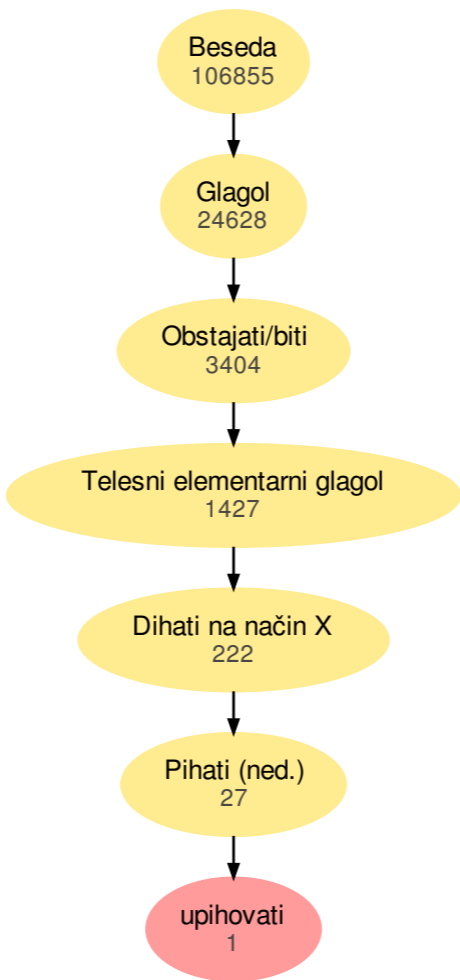 Beseda
106855
Glagol
24628
Obstajati/biti
3404
Telesni elementarni glagol
1427
Dihati na način X
222
Pihati (ned.)
27
upihovati
1